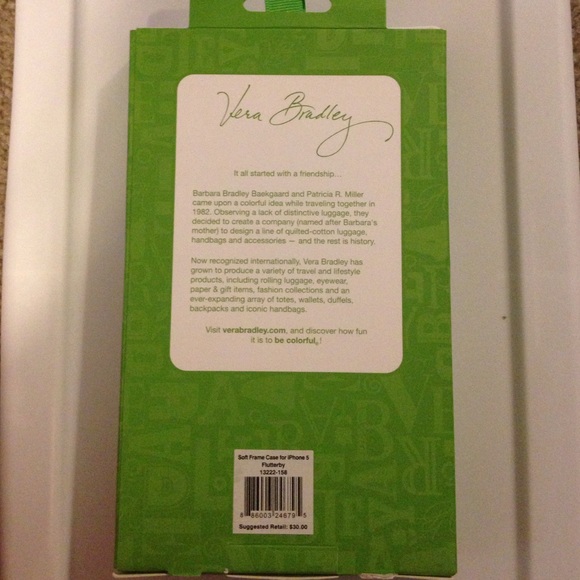 Vera Bradley
It all started with a friendship...
Barbara Bradley Baekgaard and Patricia R. Miller
came upon a colorful idea while traveling together in
1982. Observing a lack of distinctive luggage, they
decided to create a company (named after Barbara's
mother) to design a line of quilted-cotton luggage,
handbags and accessories — and the rest is history.
Now recognized internationally, Vera Bradley has
grown to produce a variety of travel and lifestyle
products, including rolling luggage, eyewear,
paper & gift items, fashion collections and an
ever-expanding array of totes, wallets, duffels,
backpacks and iconic handbags.
Visit verabradley.com, and discover how fun
it is to be colorful®!
Soft Frame Case for iPhone 5
Flutterby
13222-158
8 86003 24879 5
Suggested Retail: $30.00